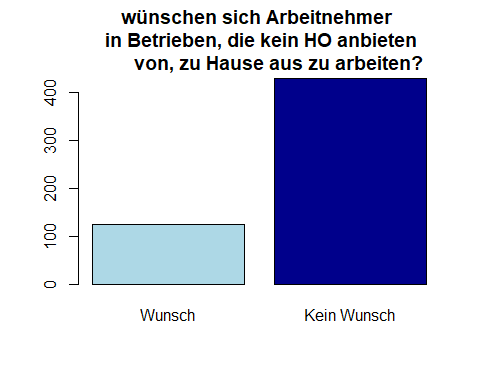 wünschen sich Arbeitnehmer
in Betrieben, die kein HO anbieten
von, zu Hause aus zu arbeiten?
400
300
200
100
0
Wunsch
Kein Wunsch